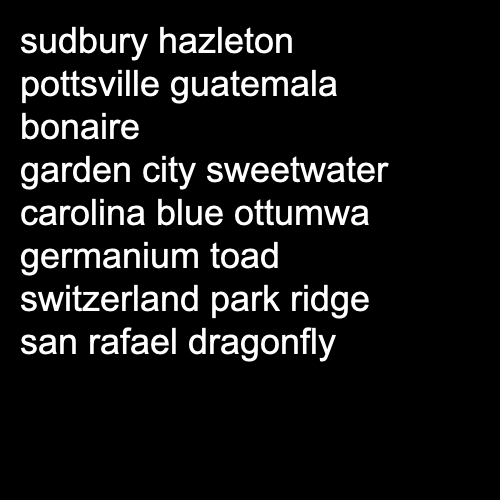 sudbury hazleton
pottsville guatemala
bonaire
garden city sweetwater
carolina blue ottumwa
germanium toad
switzerland park ridge
san rafael dragonfly